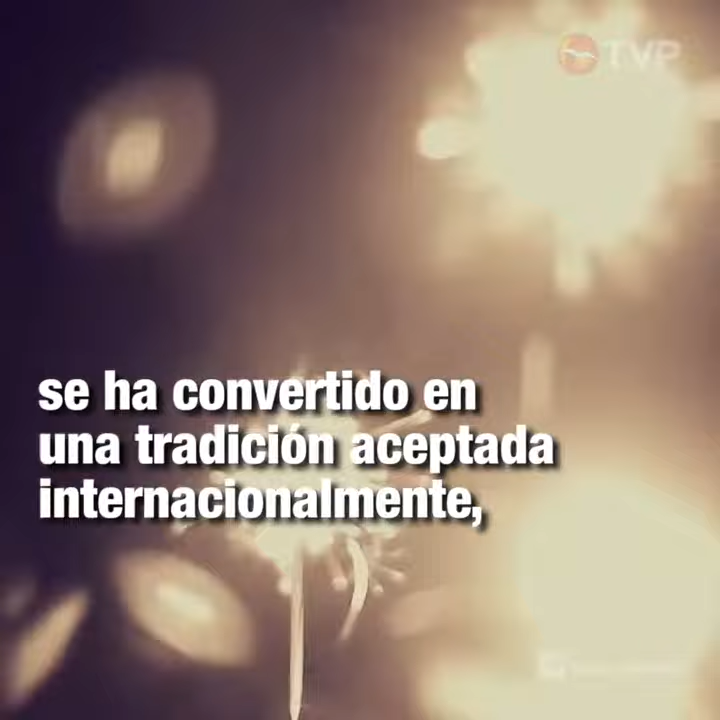 TVP
se ha convertido en
una tradición aceptada
internacionalmente,